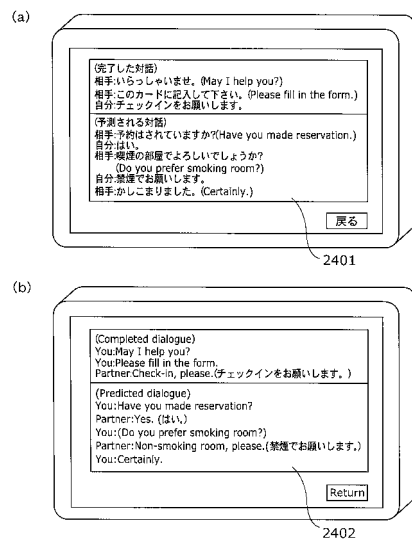 (a)
(完了した対話)
相手:いらっしゃいませ。(May I help you?)
相手:このカードに記入して下さい。(Please fill in the form.)
自分:チェックインをお願いします。
(予測される対話)
相手:予約はされていますか?(Have you made reservation.)
自分:はい。
相手:喫煙の部屋でよろしいでしょうか?
(Do you prefer smoking room?)
自分:禁煙でお願いします。
相手:かしこまりました。(Certainly.)
戻る
2401
(b)
(Completed dialogue)
You:May I help you?
You:Please fill in the form.
Partner:Check-in, please.(チェックインをお願いします。)
(Predicted dialogue)
You:Have you made reservation?
Partner:Yes. (はい。)
You:(Do you prefer smoking room?)
Partner:Non-smoking room, please.(禁煙でお願いします。)
You:Certainly.
Return
2402